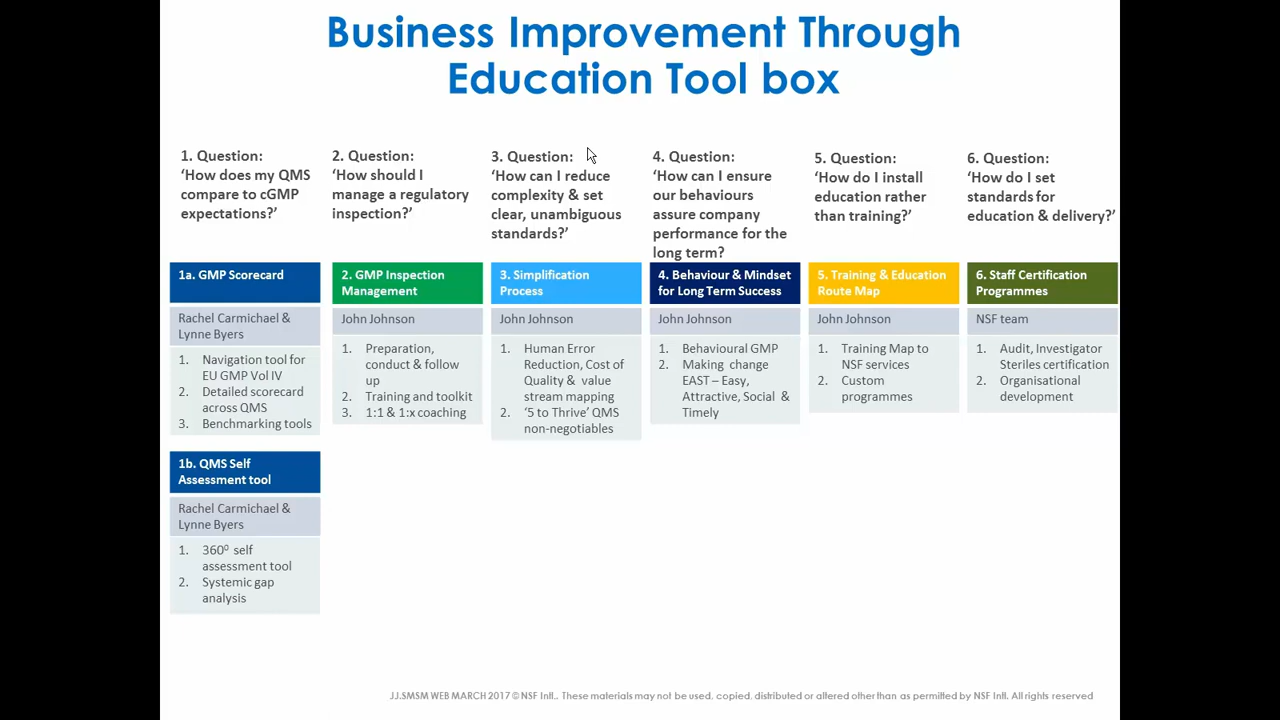 Business Improvement Through
Education Tool box
1. Question:
‘How does my QMS
compare to cGMP
expectations?’
2. Question:
‘How should I
manage a regulatory
inspection?’
3. Question:
‘How can I reduce
complexity & set
clear, unambiguous
standards?’
4. Question:
‘How can I ensure
our behaviours
assure company
performance for the
long term?
5. Question:
‘How do I install
education rather
than training?’
6. Question:
‘How do I set
standards for
education & delivery?’
1a. GMP Scorecard
Rachel Carmichael &
Lynne Byers
1. Navigation tool for
EU GMP Vol IV
2. Detailed scorecard
across QMS
3. Benchmarking tools
2. GMP Inspection
Management
John Johnson
1. Preparation,
conduct & follow
up
2. Training and toolkit
3. 1:1 & 1:x coaching
3. Simplification
Process
John Johnson
1. Human Error
Reduction, Cost of
Quality & value
stream mapping
2. ‘5 to Thrive’ QMS
non-negotiables
4. Behaviour & Mindset
for Long Term Success
John Johnson
1. Behavioural GMP
2. Making change
EAST – Easy,
Attractive, Social &
Timely
5. Training & Education
Route Map
John Johnson
1. Training Map to
NSF services
2. Custom
programmes
6. Staff Certification
Programmes
NSF team
1. Audit, Investigator
Steriles certification
2. Organisational
development
1b. QMS Self
Assessment tool
Rachel Carmichael &
Lynne Byers
1. 360⁰ self
assessment tool
2. Systemic gap
analysis
JJ.SMSM WEB MARCH 2017 © NSF Intl.. These materials may not be used, copied, distributed or altered other than as permitted by NSF Intl. All rights reserved